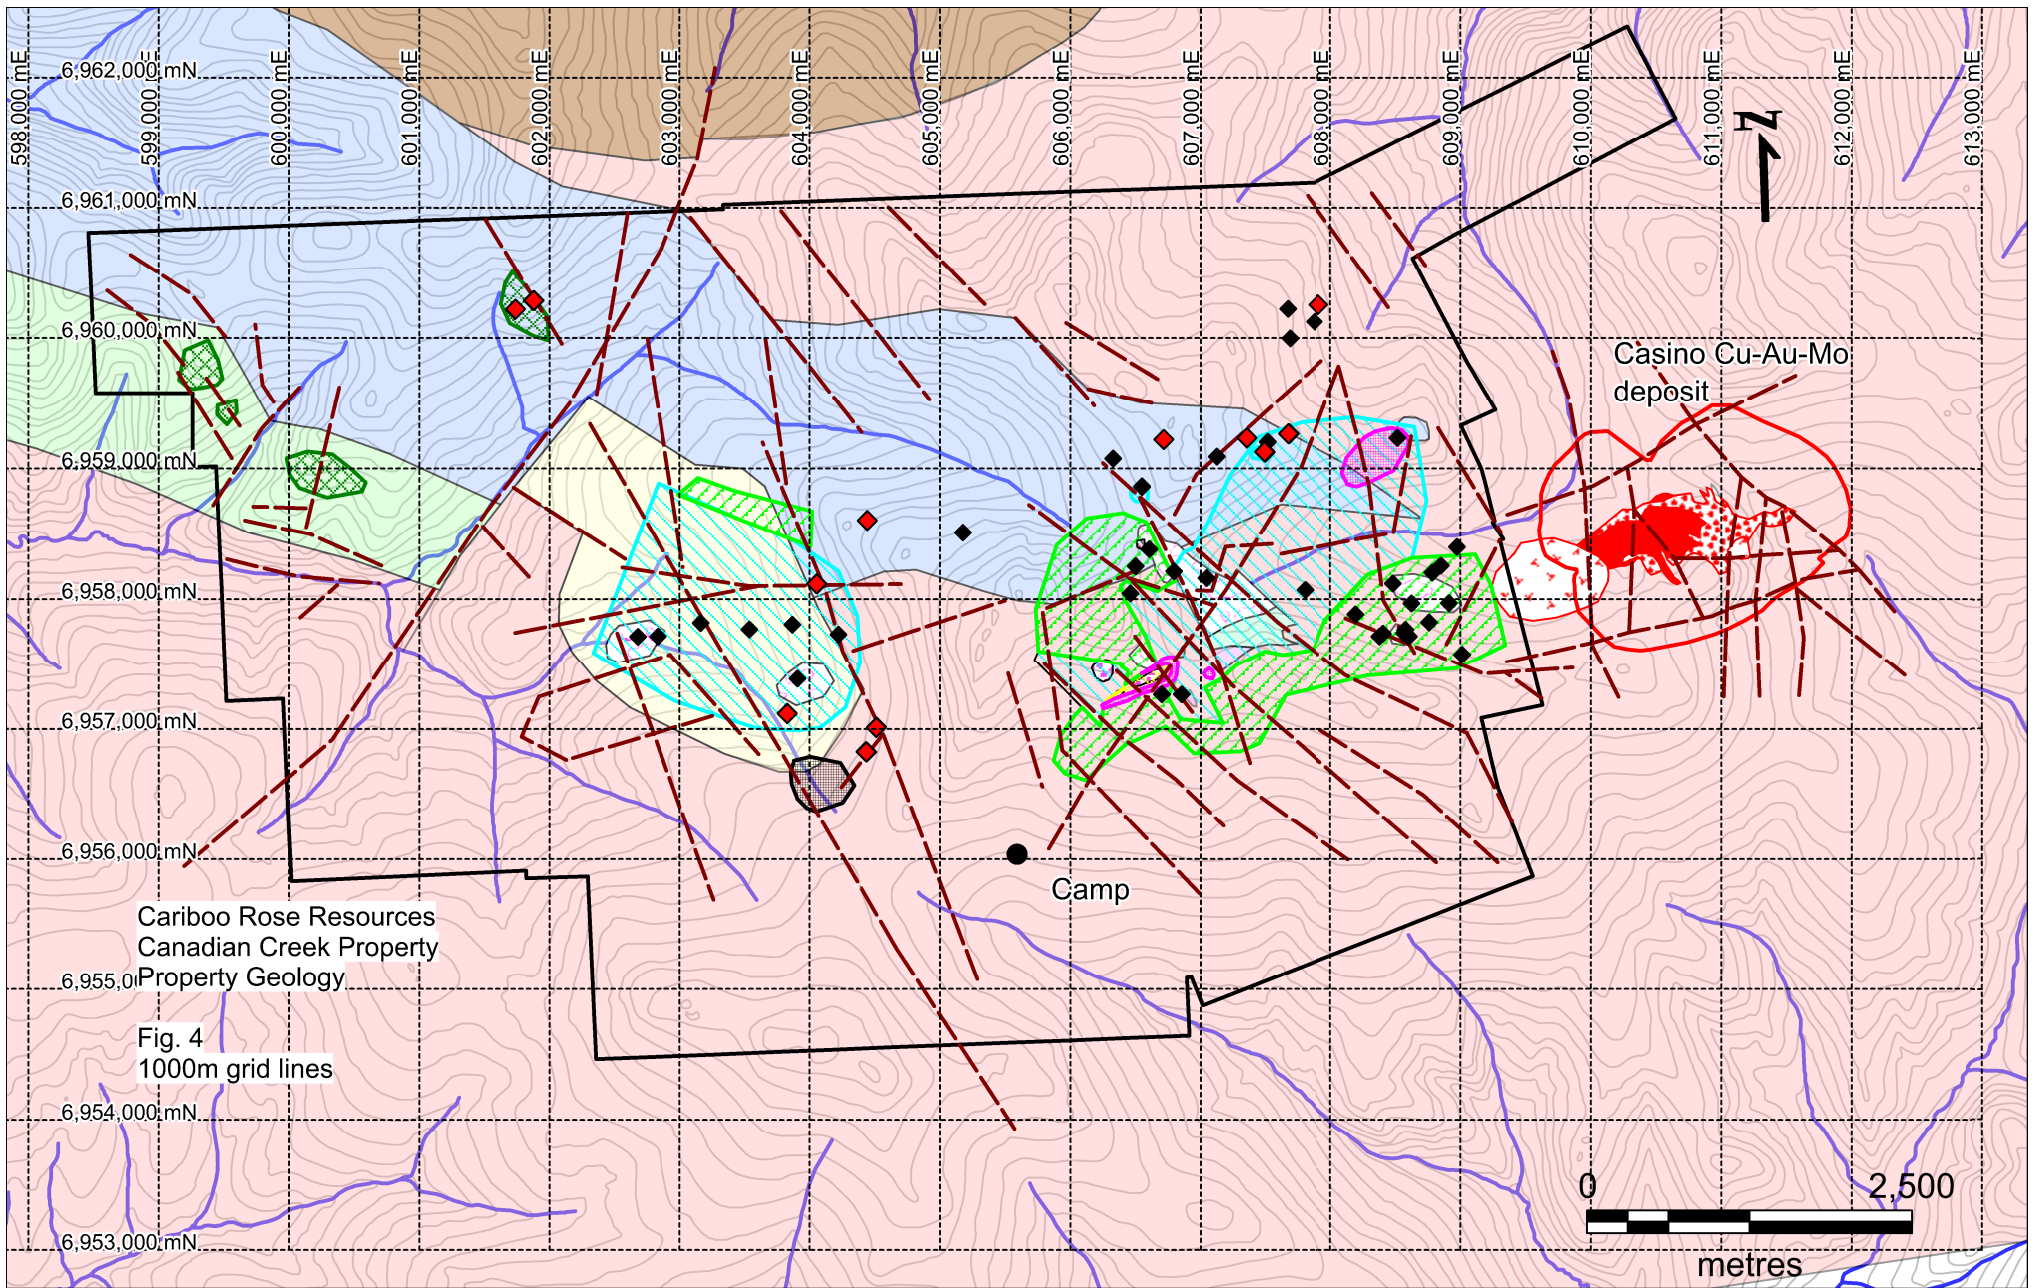 598,000 mE
599,000 mE
600,000 mE
601,000 mE
602,000 mE
603,000 mE
604,000 mE
605,000 mE
606,000 mE
607,000 mE
608,000 mE
609,000 mE
610,000 mE
611,000 mE
612,000 mE
613,000 mE
6,962,000 mN
N
6,961,000 mN
6,960,000 mN
Casino Cu-Au-Mo
deposit
6,959,000 mN
6,958,000 mN
6,957,000 mN
6,956,000 mN
Camp
Cariboo Rose Resources
Canadian Creek Property
Property Geology
6,955,0
Fig. 4
1000m grid lines
6,954,000 mN
0 2,500
6,953,000 mN
metres